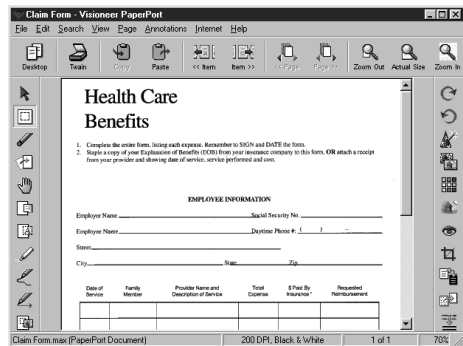 Claim Form - Visioneer PaperPort
File Edit Search View Page Annotations Internet Help
Desktop Twain Copy Paste << Item Item >> << Page Page >> Zoom Out Actual Size Zoom In
Health Care
Benefits
1. Complete the entire form, listing each expense. Remember to SIGN and DATE the form.
2. Staple a copy of your Explanation of Benefits (EOB) from your insurance company to this form. OR attach a receipt
from your provider and showing date of service, service performed and cost.
EMPLOYEE INFORMATION
Employer Name Social Security No.
Employee Name Daytime Phone #: ( ) -
Street
City State Zip
Date of Family Provider Name and Total $ Paid By Requested
Service Member Description of Service Expense Insurance * Reimbursement
Claim Form.max (PaperPort Document) 200 DPI, Black & White 1 of 1 70%